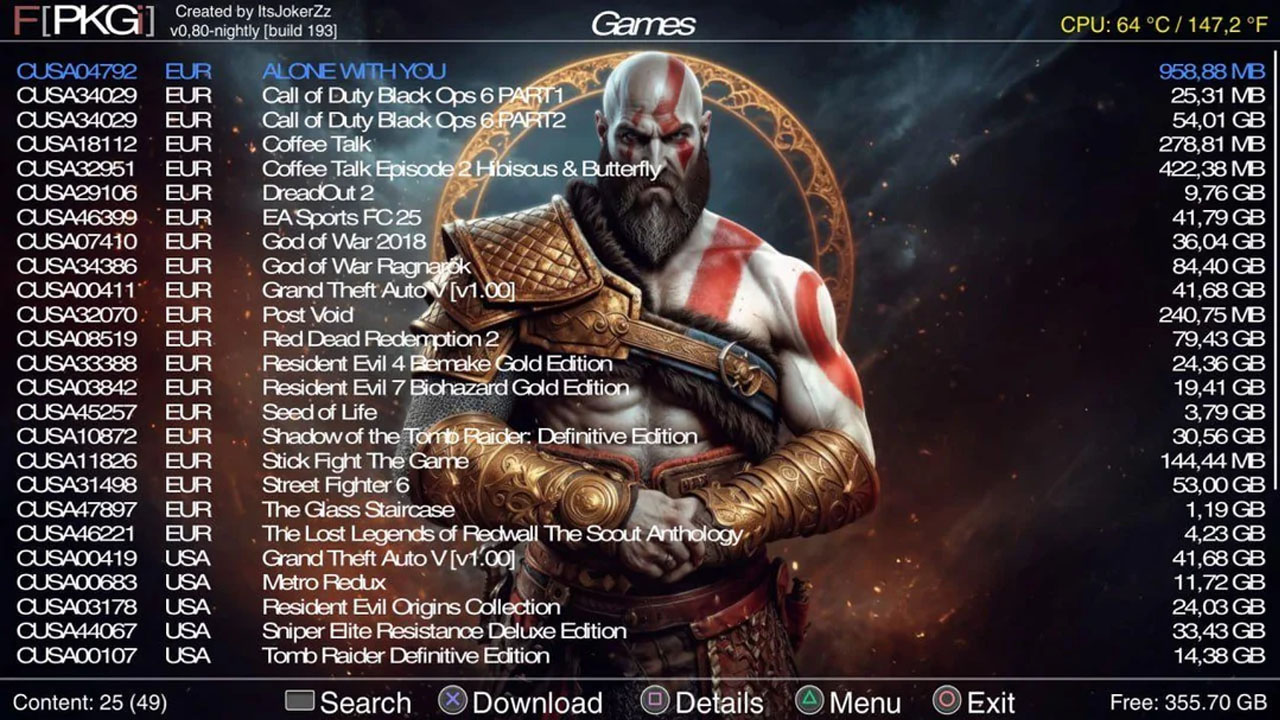 F[PKGi] Created by ItsJokerZz
v0,80-nightly [build 193]
Games
CPU: 64 °C / 147,2 °F
CUSA04792 EUR ALONE WITH YOU 958,88 MB
CUSA34029 EUR Call of Duty Black Ops 6 PART1 25,31 MB
CUSA34029 EUR Call of Duty Black Ops 6 PART2 54,01 GB
CUSA18112 EUR Coffee Talk 278,81 MB
CUSA32951 EUR Coffee Talk Episode 2 Hibiscus & Butterfly 422,38 MB
CUSA29106 EUR DreadOut 2 9,76 GB
CUSA46399 EUR EA Sports FC 25 41,79 GB
CUSA07410 EUR God of War 2018 36,04 GB
CUSA34386 EUR God of War Ragnarök 84,40 GB
CUSA00411 EUR Grand Theft Auto V [v1.00] 41,68 GB
CUSA32070 EUR Post Void 240,75 MB
CUSA08519 EUR Red Dead Redemption 2 79,43 GB
CUSA33388 EUR Resident Evil 4 Remake Gold Edition 24,36 GB
CUSA03842 EUR Resident Evil 7 Biohazard Gold Edition 19,41 GB
CUSA45257 EUR Seed of Life 3,79 GB
CUSA10872 EUR Shadow of the Tomb Raider: Definitive Edition 30,56 GB
CUSA11826 EUR Stick Fight The Game 144,44 MB
CUSA31498 EUR Street Fighter 6 53,00 GB
CUSA47897 EUR The Glass Staircase 1,19 GB
CUSA46221 EUR The Lost Legends of Redwall The Scout Anthology 4,23 GB
CUSA00419 USA Grand Theft Auto V [v1.00] 41,68 GB
CUSA00683 USA Metro Redux 11,72 GB
CUSA03178 USA Resident Evil Origins Collection 24,03 GB
CUSA44067 USA Sniper Elite Resistance Deluxe Edition 33,43 GB
CUSA00107 USA Tomb Raider Definitive Edition 14,38 GB
Content: 25 (49) Search Download Details Menu Exit Free: 355.70 GB